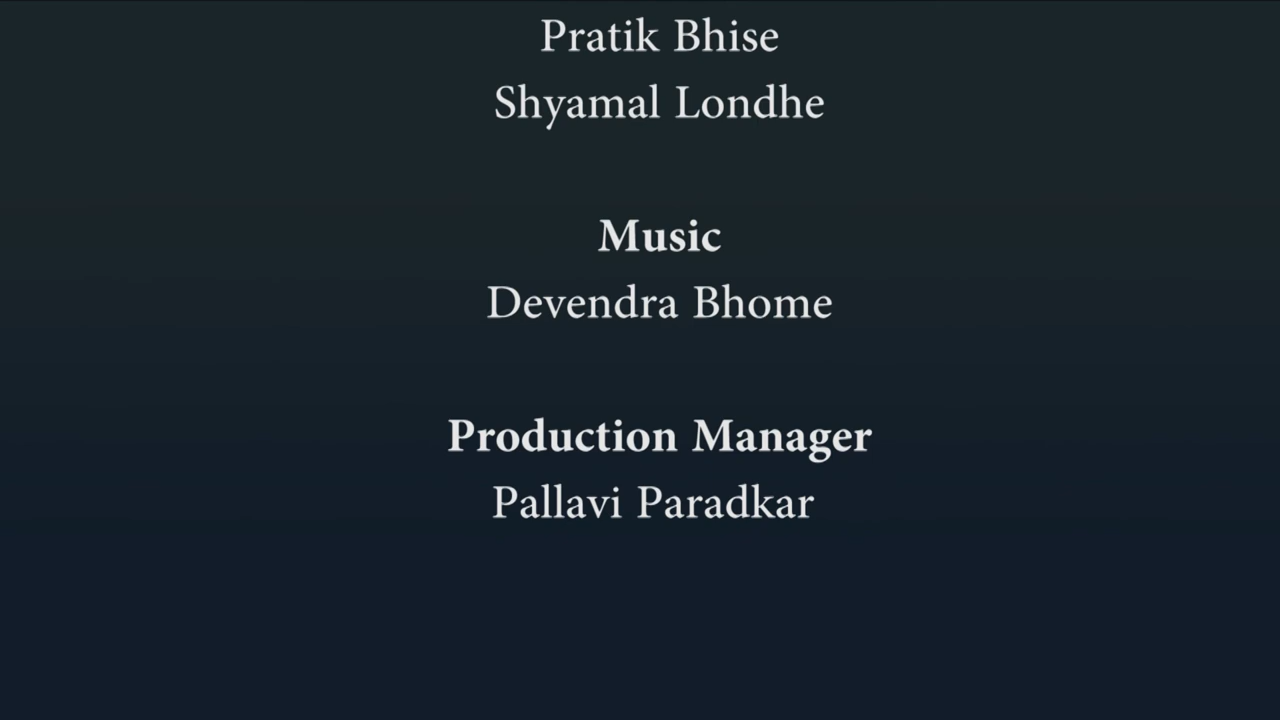 Pratik Bhise
Shyamal Londhe
Music
Devendra Bhome
Production Manager
Pallavi Paradkar